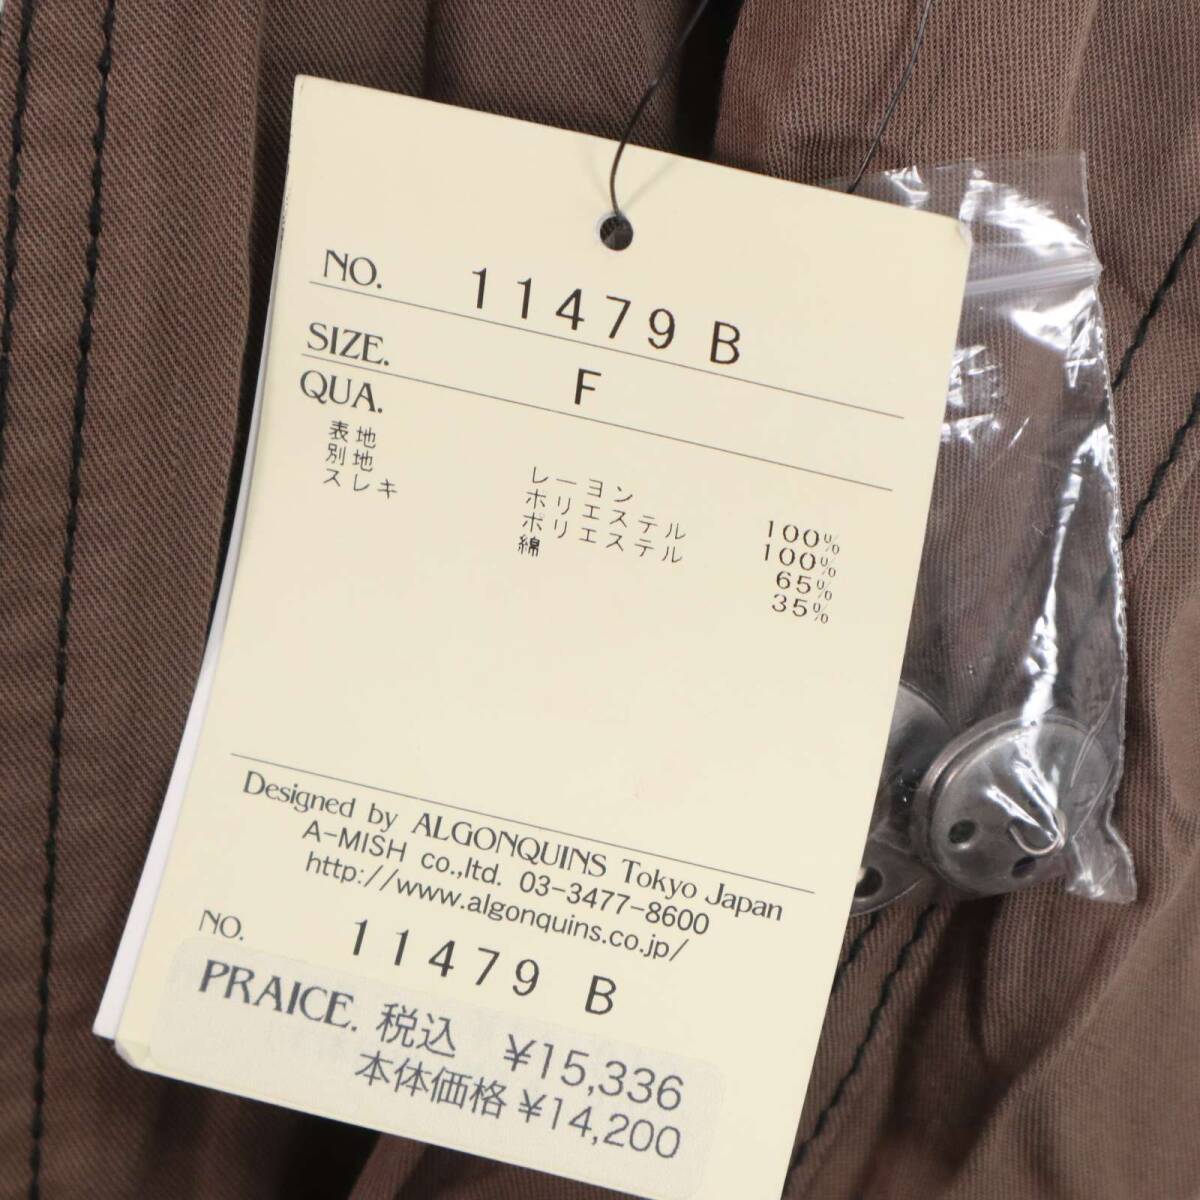 NO. 11479 B
SIZE. F
QUA.
表地 レーヨン 100%
別地 ポリエステル 100%
スレキ ポリエステル 65%
綿 35%
Designed by ALGONQUINS Tokyo Japan
A-MISH co.,ltd. 03-3477-8600
http://www.algonquins.co.jp/
NO. 11479 B
PRAICE. 税込 ¥15,336
本体価格 ¥14,200